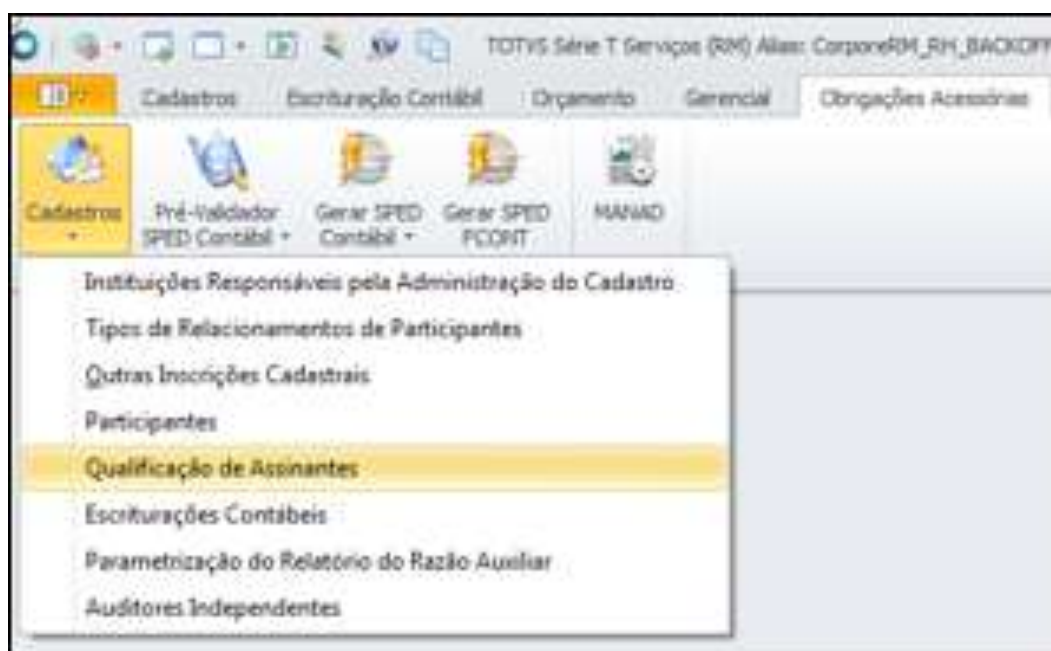 TOTVS Série T Serviços (RM) Alias: CorporeRM_RH_BACKOFF
Cadastros Escrituração Contábil Orçamento Gerencial Obrigações Acessórias
Cadastros Pré-Validador SPED Contábil Gerar SPED Contábil Gerar SPED FCONT MANAD
Instituições Responsáveis pela Administração do Cadastro
Tipos de Relacionamentos de Participantes
Outras Inscrições Cadastrais
Participantes
Qualificação de Assinantes
Escriturações Contábeis
Parametrização do Relatório do Razão Auxiliar
Auditores Independentes